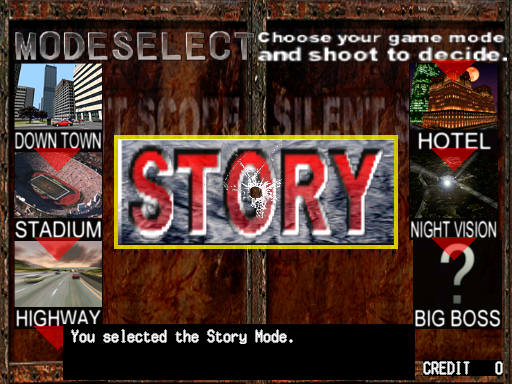 MODESELECT
Choose your game mode
and shoot to decide.
DOWN TOWN
STADIUM
HIGHWAY
STORY
HOTEL
NIGHT VISION
?
BIG BOSS
You selected the Story Mode.
CREDIT 0